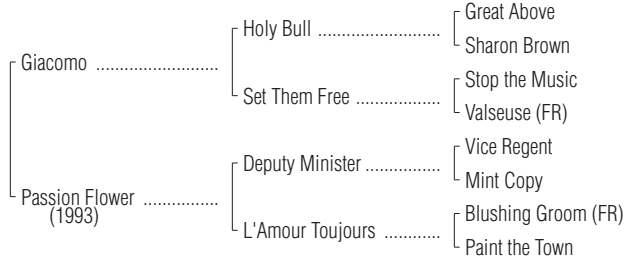 Great Above
Holy Bull ............................
Sharon Brown
Giacomo ............................
Stop the Music
Set Them Free ...................
Valseuse (FR)
Vice Regent
Deputy Minister .................
Mint Copy
Passion Flower .................
(1993)
Blushing Groom (FR)
L'Amour Toujours .............
Paint the Town